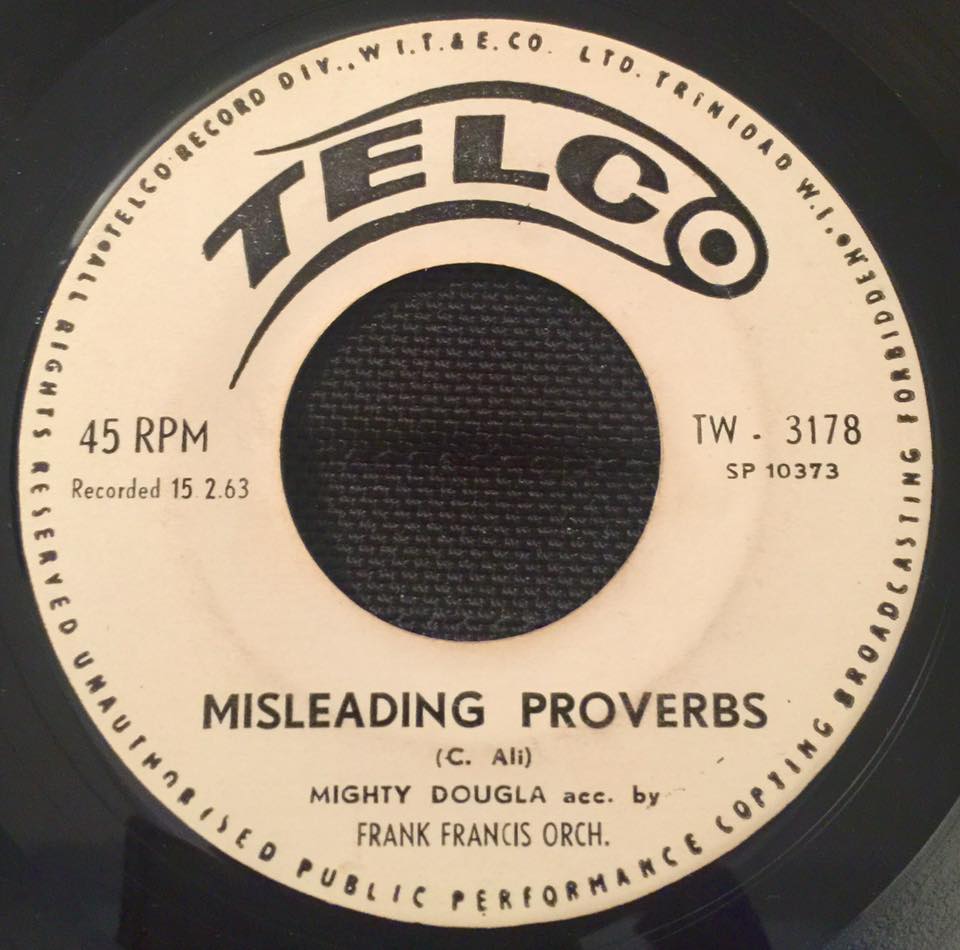 TELCO RECORD DIV., W I.T. & E. CO. LTD. TRINIDAD W.I.
ALL RIGHTS RESERVED UNAUTHORISED PUBLIC PERFORMANCE COPYING BROADCASTING FORBIDDEN
TELCO
45 RPM
Recorded 15 2.63
TW . 3178
SP 10373
MISLEADING PROVERBS
(C. Ali)
MIGHTY DOUGLA acc. by
FRANK FRANCIS ORCH.